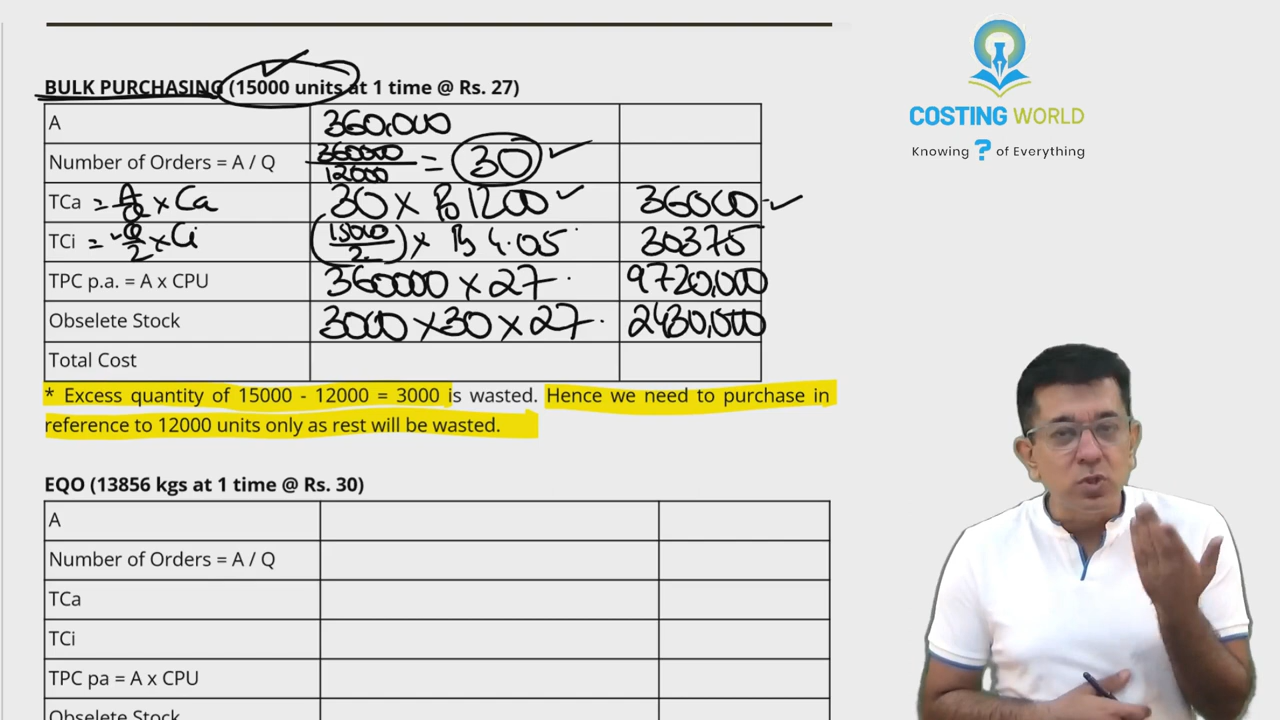 COSTING WORLD
Knowing ? of Everything
BULK PURCHASING (15000 units at 1 time @ Rs. 27)
A 360,000
Number of Orders = A / Q 360000 / 12000 = 30
TCa = A/Q × Ca 30 × Rs 1200 36000
TCi = Q/2 × Ci (15000/2) × Rs 4.05 30375
TPC p.a. = A x CPU 360000 × 27 9720,000
Obselete Stock 3000 × 30 × 27 2430,000
Total Cost
* Excess quantity of 15000 - 12000 = 3000 is wasted. Hence we need to purchase in
reference to 12000 units only as rest will be wasted.
EQO (13856 kgs at 1 time @ Rs. 30)
A
Number of Orders = A / Q
TCa
TCi
TPC pa = A x CPU
Obselete Stock